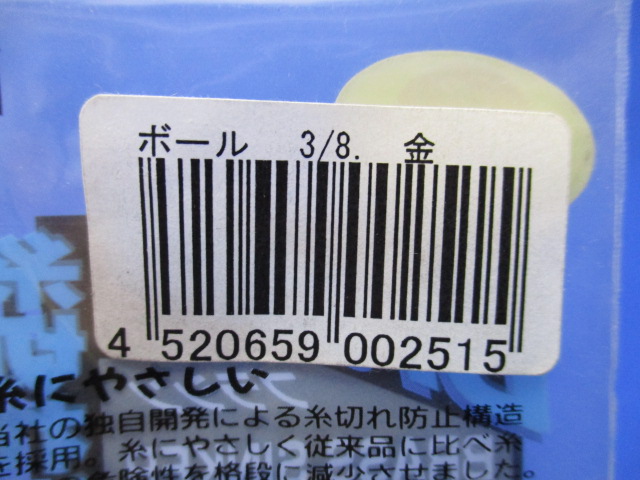 ボール 3/8. 金
4 520659 002515
糸にやさしい
当社の独自開発による糸切れ防止構造
を採用。糸にやさしく従来品に比べ糸
危険性を格段に減少させました。